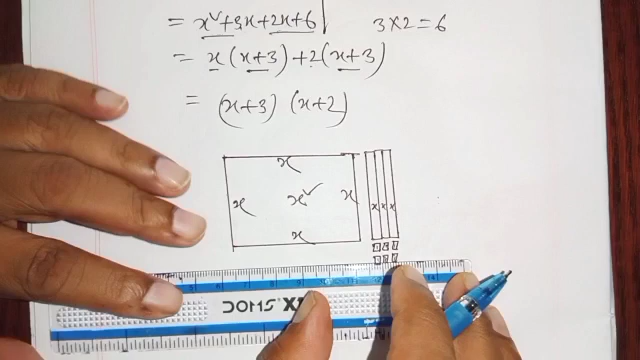 = x² + 3x + 2x + 6 3 × 2 = 6
= x (x+3) + 2 (x+3)
= (x+3) (x+2)
x
x x² x x x x
x
DOMS